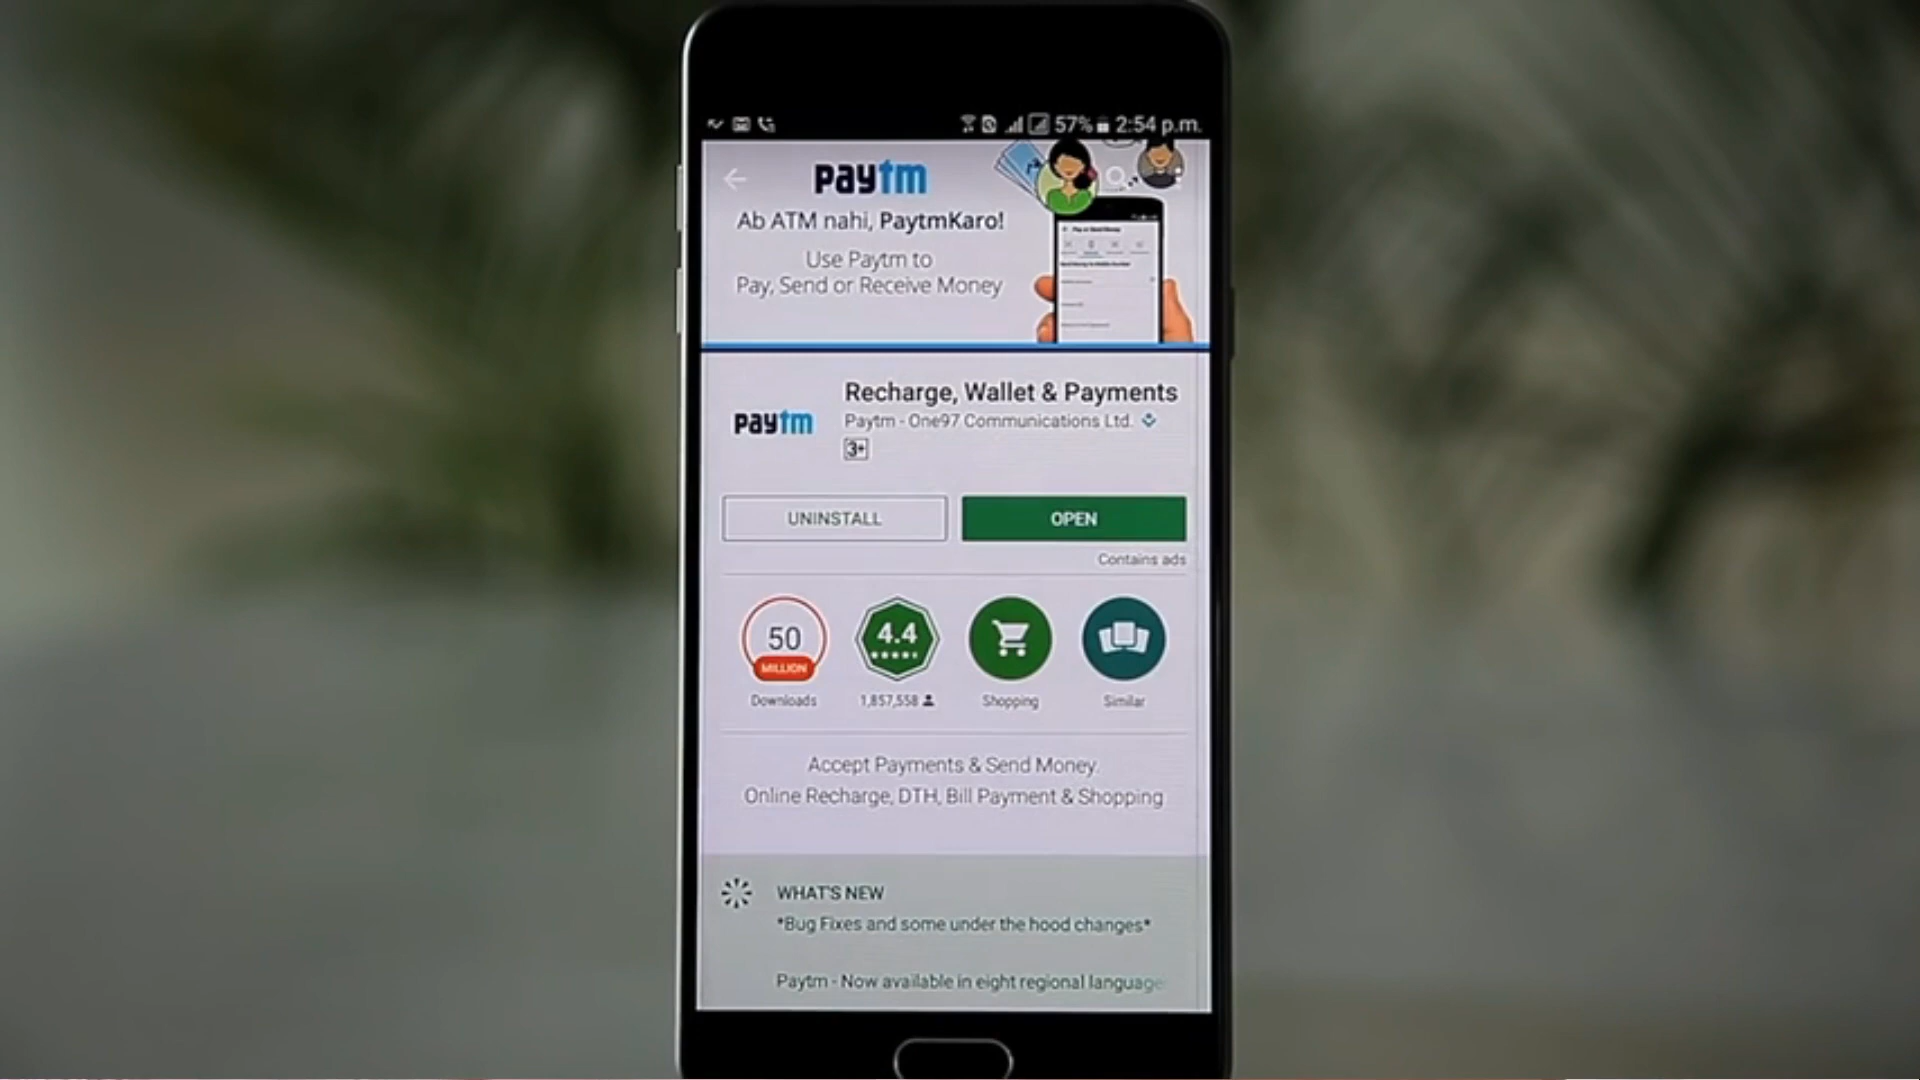 57% 2:54 p.m.
paytm
Ab ATM nahi, PaytmKaro!
Use Paytm to
Pay, Send or Receive Money
Recharge, Wallet & Payments
paytm
Paytm - One97 Communications Ltd.
3+
UNINSTALL
OPEN
Contains ads
50
MILLION
4.4
Downloads
1,857,558
Shopping
Similar
Accept Payments & Send Money.
Online Recharge, DTH, Bill Payment & Shopping
WHAT'S NEW
*Bug Fixes and some under the hood changes*
Paytm - Now available in eight regional language